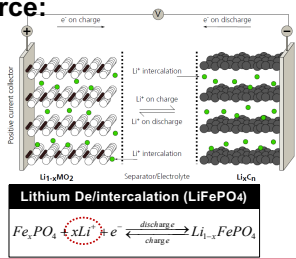 rce:
e⁻ on charge
V
e⁻ on discharge
+
−
Positive current collector
Li⁺ intercalation
Li⁺ on charge
Li⁺ on discharge
Li⁺ intercalation
Li₁₋ₓMO₂
Separator/Electrolyte
LiₓCₙ
Lithium De/intercalation (LiFePO₄)
FeₓPO₄ + xLi⁺ + e⁻ discharge charge Li₁₋ₓFePO₄